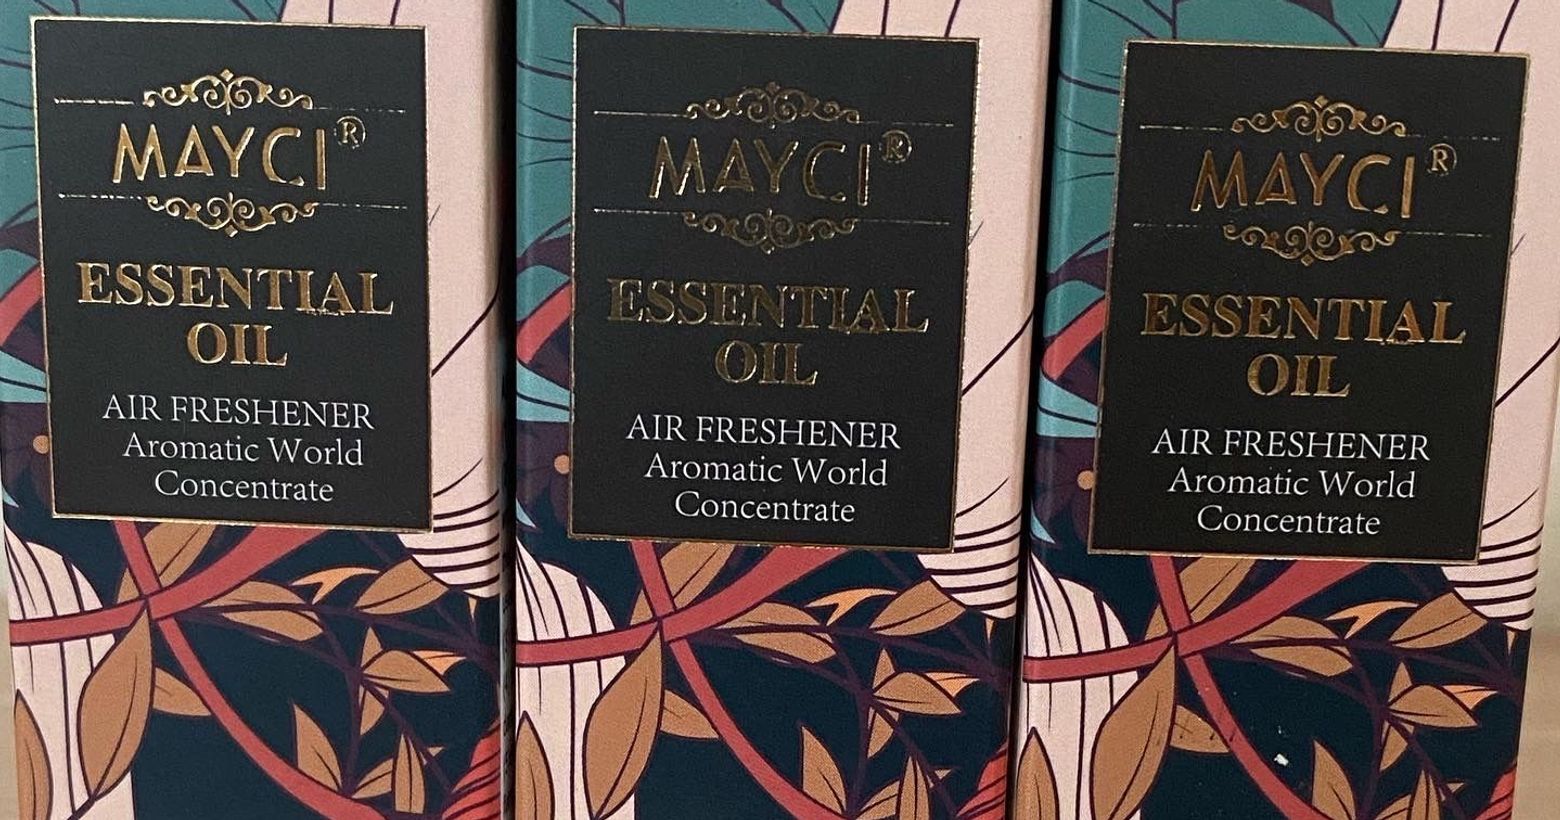 MAYCI®
ESSENTIAL
OIL
AIR FRESHENER
Aromatic World
Concentrate
MAYCI®
ESSENTIAL
OIL
AIR FRESHENER
Aromatic World
Concentrate
MAYCI®
ESSENTIAL
OIL
AIR FRESHENER
Aromatic World
Concentrate